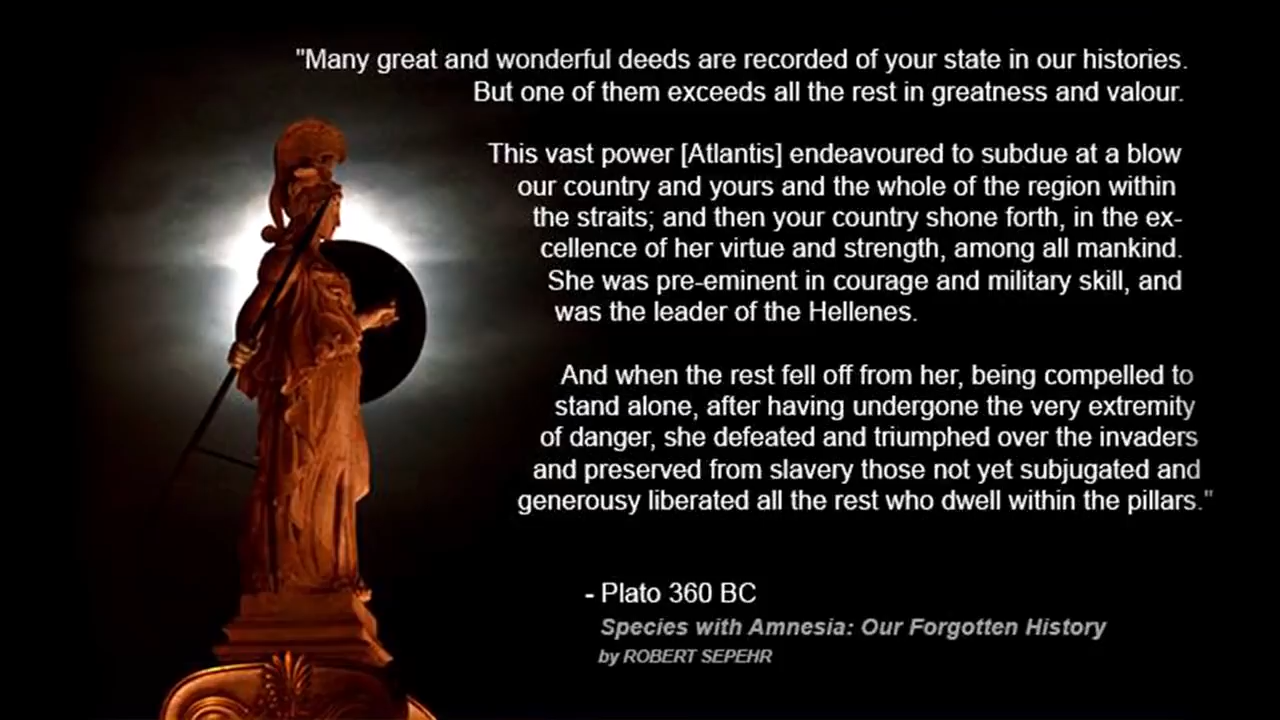 "Many great and wonderful deeds are recorded of your state in our histories.
But one of them exceeds all the rest in greatness and valour.
This vast power [Atlantis] endeavoured to subdue at a blow
our country and yours and the whole of the region within
the straits; and then your country shone forth, in the ex-
cellence of her virtue and strength, among all mankind.
She was pre-eminent in courage and military skill, and
was the leader of the Hellenes.
And when the rest fell off from her, being compelled to
stand alone, after having undergone the very extremity
of danger, she defeated and triumphed over the invaders
and preserved from slavery those not yet subjugated and
generousy liberated all the rest who dwell within the pillars."
- Plato 360 BC
Species with Amnesia: Our Forgotten History
by ROBERT SEPEHR